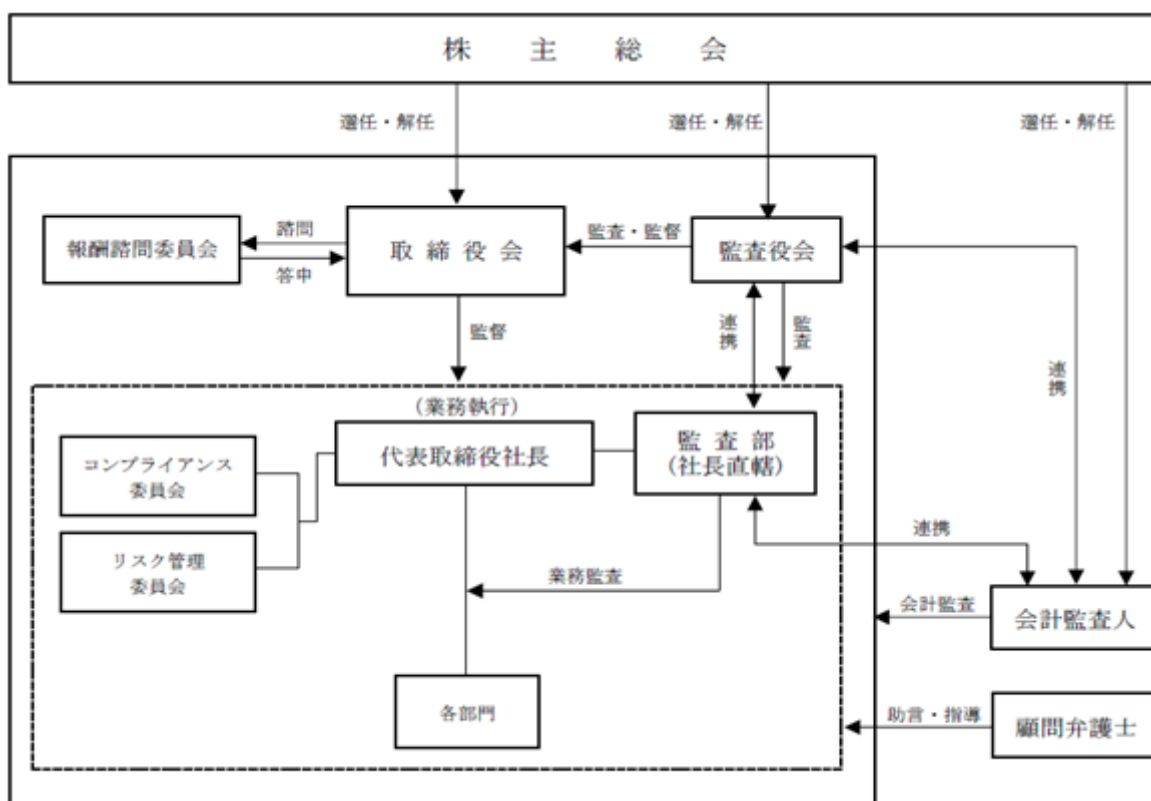 株主総会
選任・解任
選任・解任
選任・解任
報酬諮問委員会
諮問
答申
取締役会
監査・監督
監査役会
監督
連携
監査
連携
(業務執行)
代表取締役社長
監査部
(社長直轄)
コンプライアンス
委員会
リスク管理
委員会
業務監査
連携
会計監査
会計監査人
各部門
助言・指導
顧問弁護士